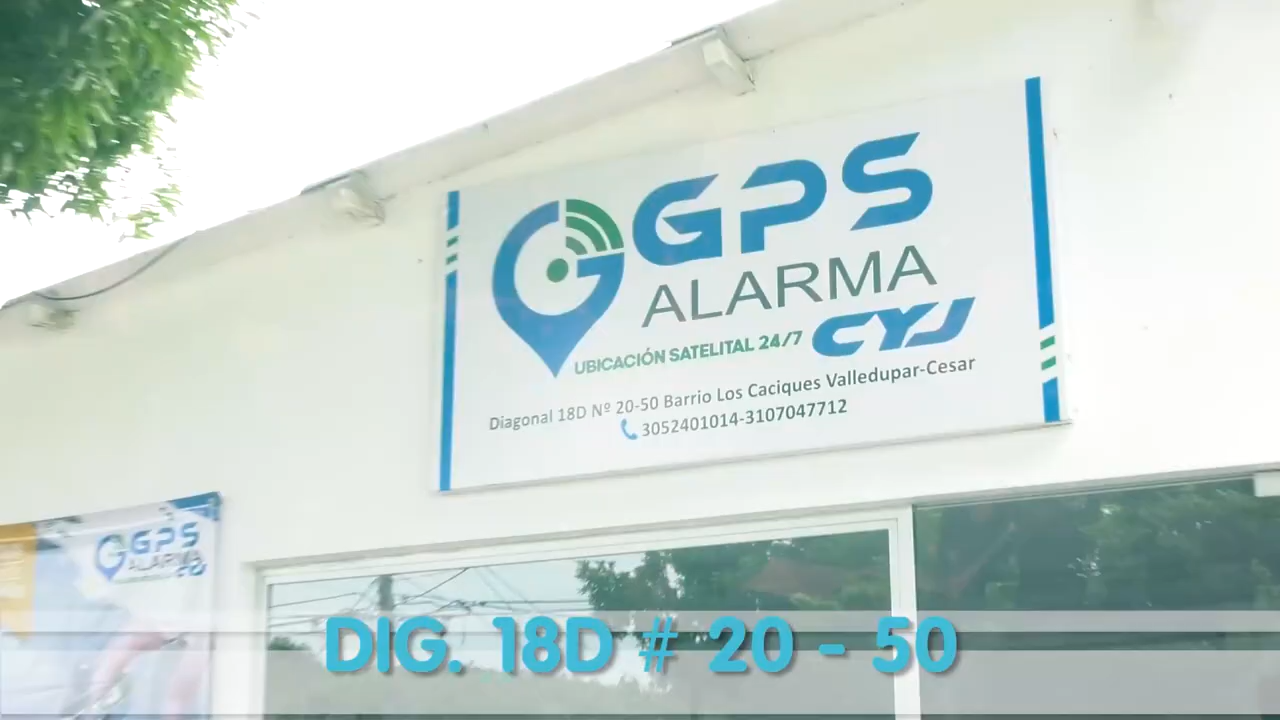 GPS
ALARMA
CYJ
UBICACIÓN SATELITAL 24/7
Diagonal 18D Nº 20-50 Barrio Los Caciques Valledupar-Cesar
3052401014-3107047712
GPS
ALARMA
CYJ
DIG. 18D # 20 - 50